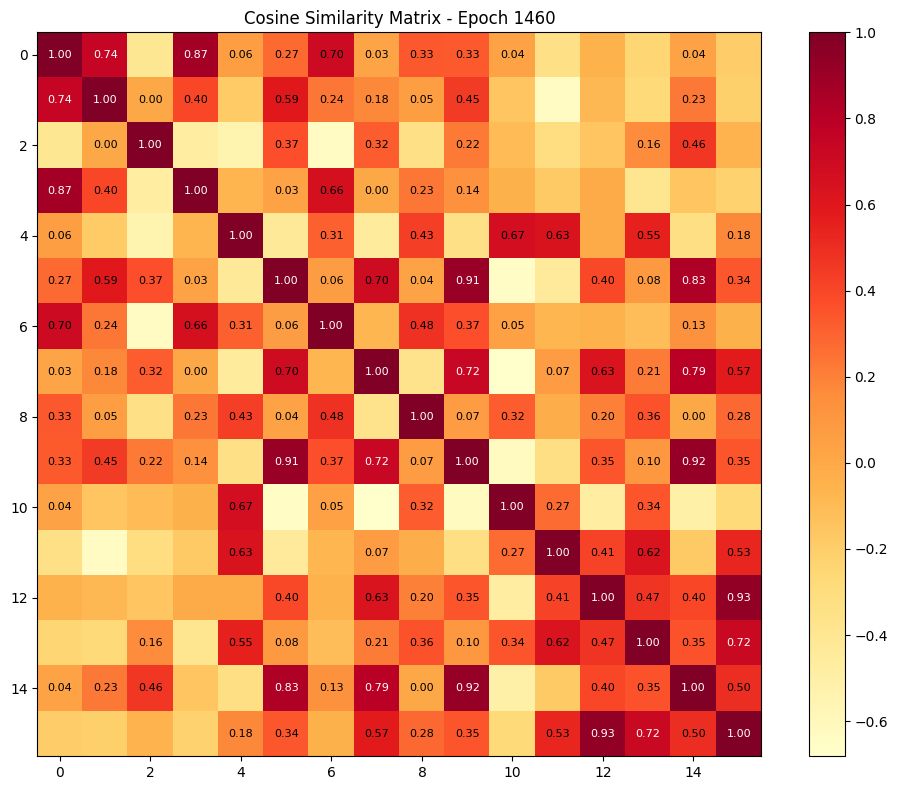 Cosine Similarity Matrix - Epoch 1460
0 1.00 0.74 0.87 0.06 0.27 0.70 0.03 0.33 0.33 0.04 0.04
0.74 1.00 0.00 0.40 0.59 0.24 0.18 0.05 0.45 0.23
2 0.00 1.00 0.37 0.32 0.22 0.16 0.46
0.87 0.40 1.00 0.03 0.66 0.00 0.23 0.14
4 0.06 1.00 0.31 0.43 0.67 0.63 0.55 0.18
0.27 0.59 0.37 0.03 1.00 0.06 0.70 0.04 0.91 0.40 0.08 0.83 0.34
6 0.70 0.24 0.66 0.31 0.06 1.00 0.48 0.37 0.05 0.13
0.03 0.18 0.32 0.00 0.70 1.00 0.72 0.07 0.63 0.21 0.79 0.57
8 0.33 0.05 0.23 0.43 0.04 0.48 1.00 0.07 0.32 0.20 0.36 0.00 0.28
0.33 0.45 0.22 0.14 0.91 0.37 0.72 0.07 1.00 0.35 0.10 0.92 0.35
10 0.04 0.67 0.05 0.32 1.00 0.27 0.34
0.63 0.07 0.27 1.00 0.41 0.62 0.53
12 0.40 0.63 0.20 0.35 0.41 1.00 0.47 0.40 0.93
0.16 0.55 0.08 0.21 0.36 0.10 0.34 0.62 0.47 1.00 0.35 0.72
14 0.04 0.23 0.46 0.83 0.13 0.79 0.00 0.92 0.40 0.35 1.00 0.50
0.18 0.34 0.57 0.28 0.35 0.53 0.93 0.72 0.50 1.00
0 2 4 6 8 10 12 14
1.0
0.8
0.6
0.4
0.2
0.0
−0.2
−0.4
−0.6